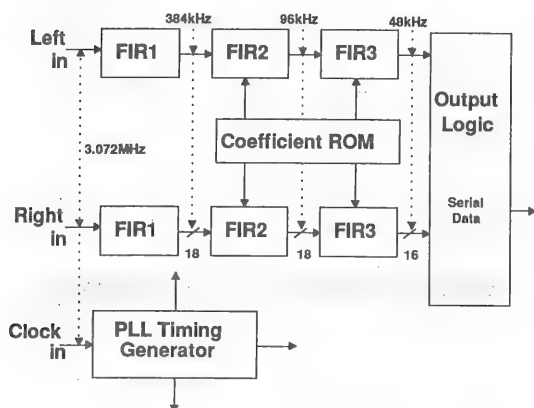 384kHz 96kHz 48kHz
Left in
FIR1 FIR2 FIR3
Output Logic
3.072MHz
Coefficient ROM
Right in
FIR1 FIR2 FIR3
Serial Data
18 18 16
Clock in
PLL Timing Generator